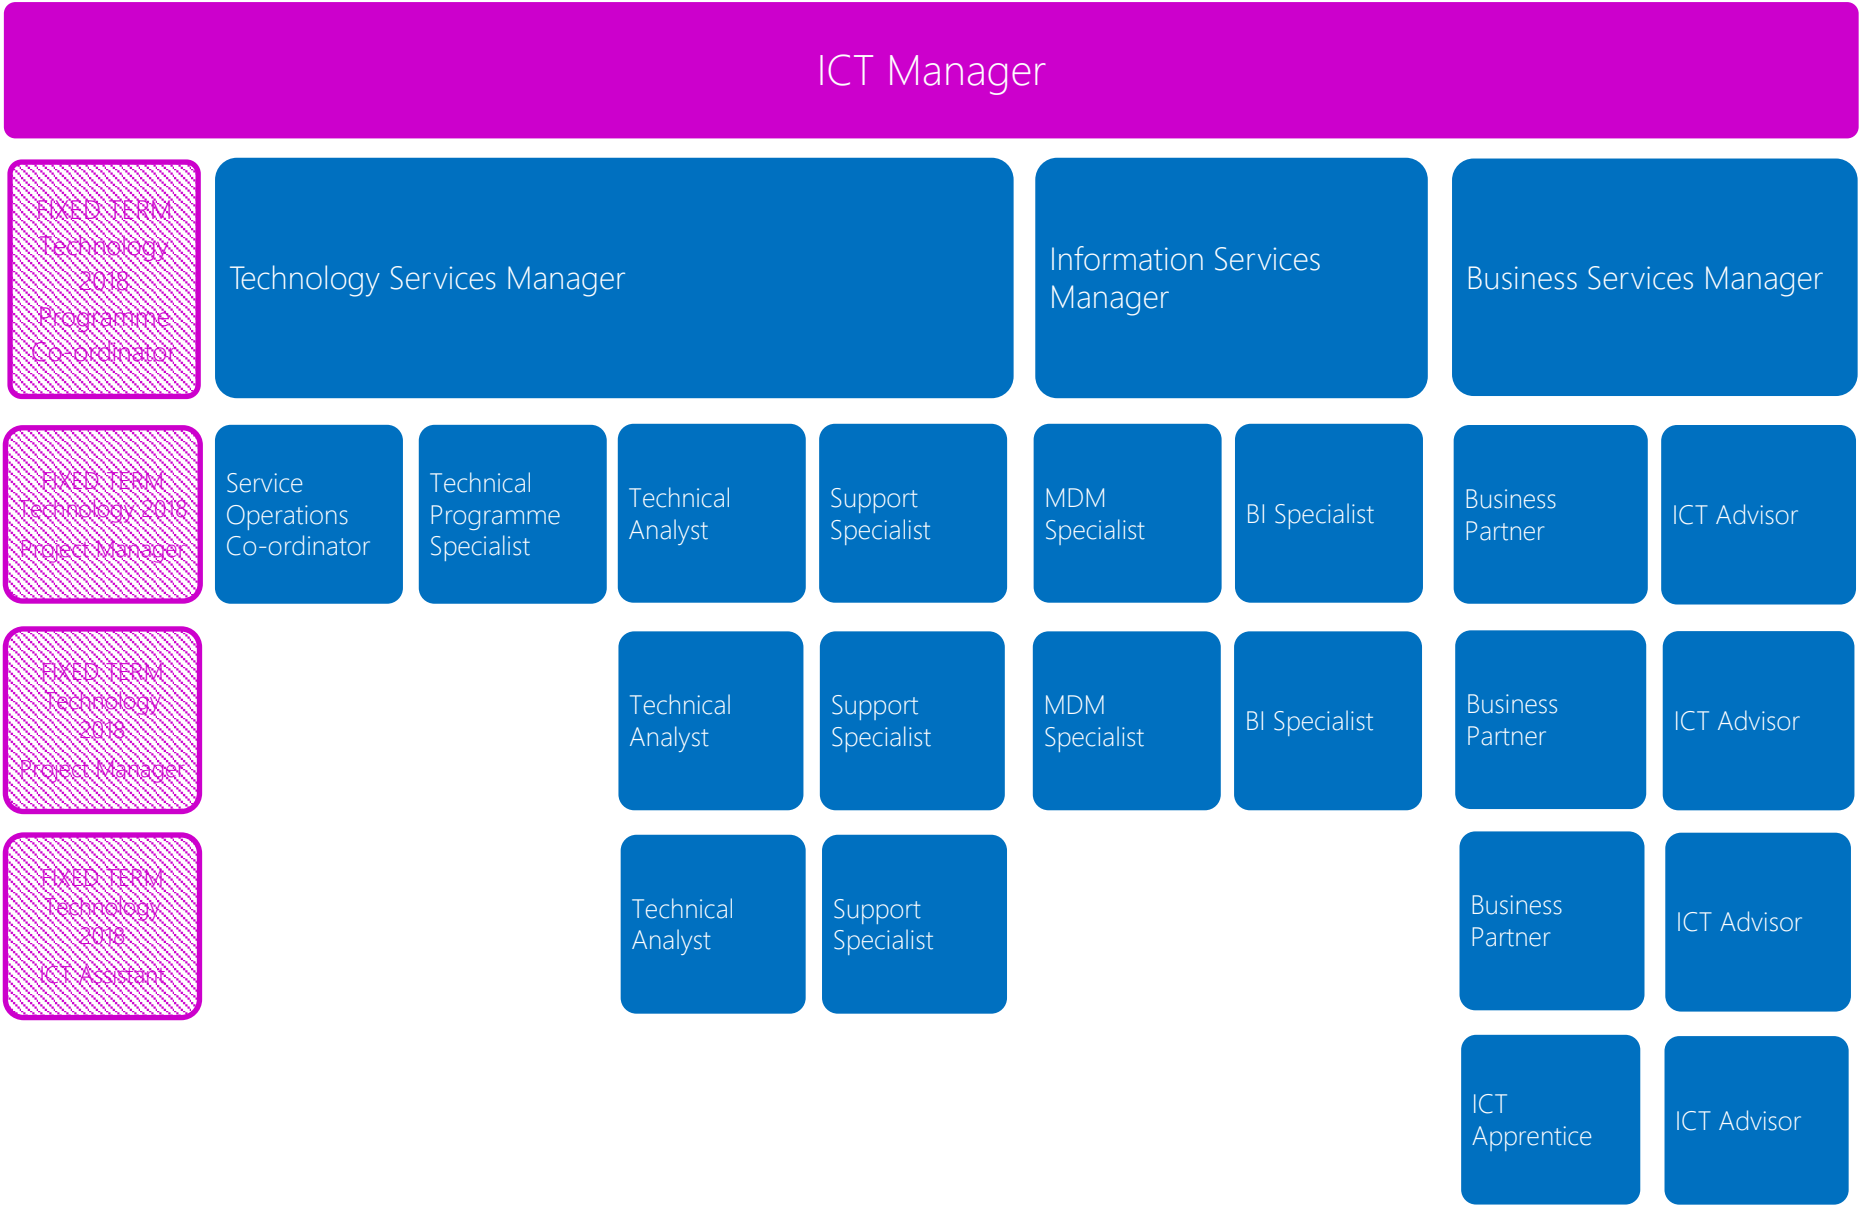 ICT Manager
FIXED TERM
Technology
2018
Programme
Co-ordinator
Technology Services Manager
Information Services
Manager
Business Services Manager
FIXED TERM
Technology 2018
Project Manager
Service
Operations
Co-ordinator
Technical
Programme
Specialist
Technical
Analyst
Support
Specialist
MDM
Specialist
BI Specialist
Business
Partner
ICT Advisor
FIXED TERM
Technology
2018
Project Manager
Technical
Analyst
Support
Specialist
MDM
Specialist
BI Specialist
Business
Partner
ICT Advisor
FIXED TERM
Technology
2018
ICT Assistant
Technical
Analyst
Support
Specialist
Business
Partner
ICT Advisor
ICT
Apprentice
ICT Advisor